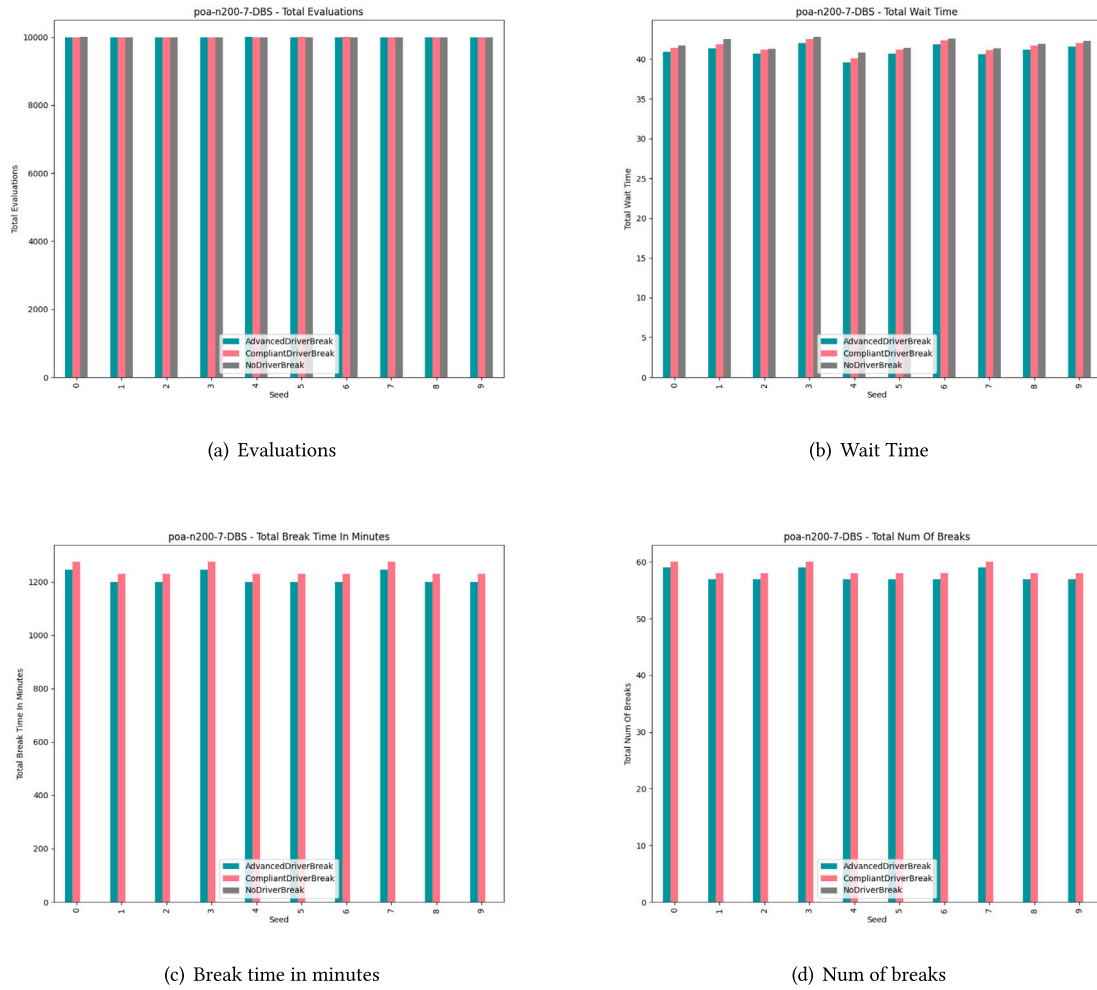 poa-n200-7-DBS - Total Evaluations
10000
8000
6000
4000
2000
0
Total Evaluations
AdvancedDriverBreak
CompliantDriverBreak
NoDriverBreak
0 1 2 3 4 5 6 7 8 9
Seed
(a) Evaluations
poa-n200-7-DBS - Total Wait Time
40
35
30
25
20
15
10
5
0
Total Wait Time
AdvancedDriverBreak
CompliantDriverBreak
NoDriverBreak
0 1 2 3 4 5 6 7 8 9
Seed
(b) Wait Time
poa-n200-7-DBS - Total Break Time In Minutes
1200
1000
800
600
400
200
0
Total Break Time In Minutes
AdvancedDriverBreak
CompliantDriverBreak
NoDriverBreak
0 1 2 3 4 5 6 7 8 9
Seed
(c) Break time in minutes
poa-n200-7-DBS - Total Num Of Breaks
60
50
40
30
20
10
0
Total Num Of Breaks
AdvancedDriverBreak
CompliantDriverBreak
NoDriverBreak
0 1 2 3 4 5 6 7 8 9
Seed
(d) Num of breaks